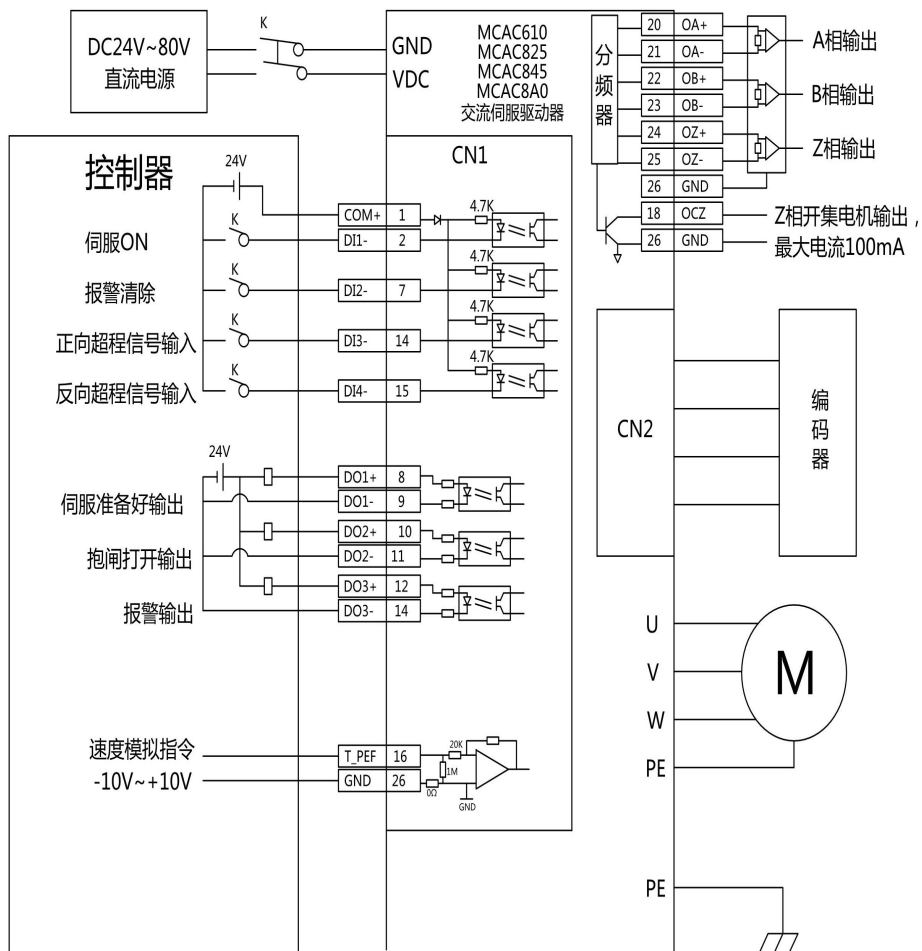 DC24V~80V
直流电源
K
GND
VDC
MCAC610
MCAC825
MCAC845
MCAC8A0
交流伺服驱动器
分频器
20 OA+
21 OA-
22 OB+
23 OB-
24 OZ+
25 OZ-
26 GND
18 OCZ
26 GND
A相输出
B相输出
Z相输出
Z相开集电机输出，
最大电流100mA
控制器
CN1
24V
COM+ 1
4.7K
伺服ON
K
DI1- 2
4.7K
报警清除
K
DI2- 7
4.7K
正向超程信号输入
K
DI3- 14
4.7K
反向超程信号输入
K
DI4- 15
CN2
编码器
24V
DO1+ 8
伺服准备好输出
DO1- 9
DO2+ 10
抱闸打开输出
DO2- 11
DO3+ 12
报警输出
DO3- 14
U
V
W
PE
M
速度模拟指令
T_PEF 16
20K
1M
-10V~+10V
GND 26
0Ω
GND
PE